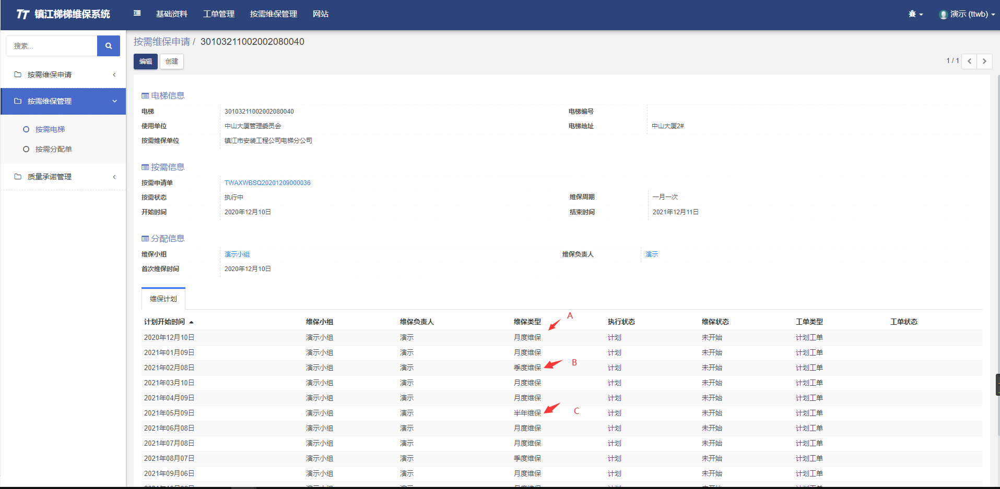 TT 镇江梯梯维保系统 基础资料 工单管理 按需维保管理 网站 演示 (ttwb)
搜索...
按需维保申请
按需维保管理
按需电梯
按需分配单
质量承诺管理
按需维保申请 / 30103211002002080040
编辑 创建 1 / 1
电梯信息
电梯 30103211002002080040 电梯编号
使用单位 中山大厦管理委员会 电梯地址 中山大厦2#
按需维保单位 镇江市安装工程公司电梯分公司
按需信息
按需申请单 TWAXWBSQ20201209000036
按需状态 执行中 维保周期 一月一次
开始时间 2020年12月10日 结束时间 2021年12月11日
分配信息
维保小组 演示小组 维保负责人 演示
首次维保时间 2020年12月10日
维保计划
计划开始时间 维保小组 维保负责人 维保类型 A 执行状态 维保状态 工单类型 工单状态
2020年12月10日 演示小组 演示 月度维保 计划 未开始 计划工单
2021年01月09日 演示小组 演示 月度维保 计划 未开始 计划工单
2021年02月08日 演示小组 演示 季度维保 B 计划 未开始 计划工单
2021年03月10日 演示小组 演示 月度维保 计划 未开始 计划工单
2021年04月09日 演示小组 演示 月度维保 计划 未开始 计划工单
2021年05月09日 演示小组 演示 半年维保 C 计划 未开始 计划工单
2021年06月08日 演示小组 演示 月度维保 计划 未开始 计划工单
2021年07月08日 演示小组 演示 月度维保 计划 未开始 计划工单
2021年08月07日 演示小组 演示 季度维保 计划 未开始 计划工单
2021年09月06日 演示小组 演示 月度维保 计划 未开始 计划工单